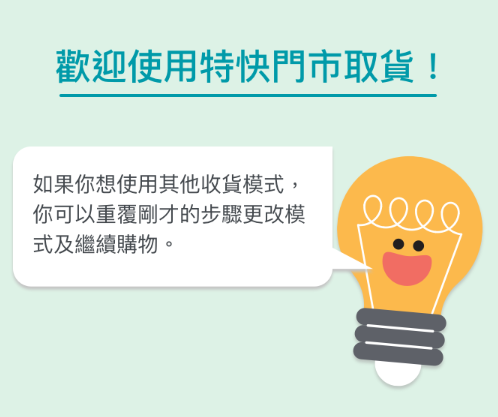 歡迎使用特快門市取貨！
如果你想使用其他收貨模式，
你可以重覆剛才的步驟更改模
式及繼續購物。